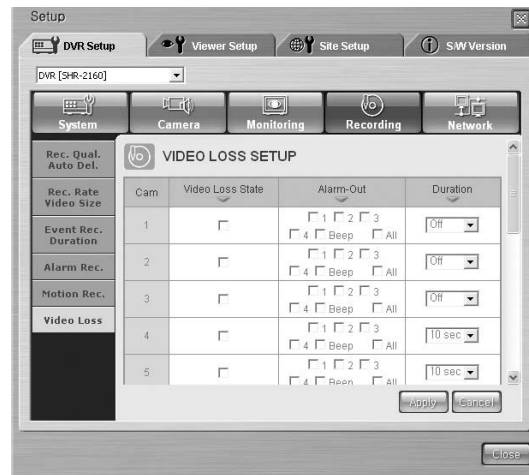 Setup
DVR Setup
Viewer Setup
Site Setup
S/W Version
DVR [SHR-2160]
System
Camera
Monitoring
Recording
Network
Rec. Qual.
Auto Del.
Rec. Rate
Video Size
Event Rec.
Duration
Alarm Rec.
Motion Rec.
Video Loss
VIDEO LOSS SETUP
Cam Video Loss State Alarm-Out Duration
1 1 2 3 Off
4 Beep All
2 1 2 3 Off
4 Beep All
3 1 2 3 Off
4 Beep All
4 1 2 3 10 sec
4 Beep All
5 1 2 3 10 sec
4 Beep All
Apply Cancel
Close